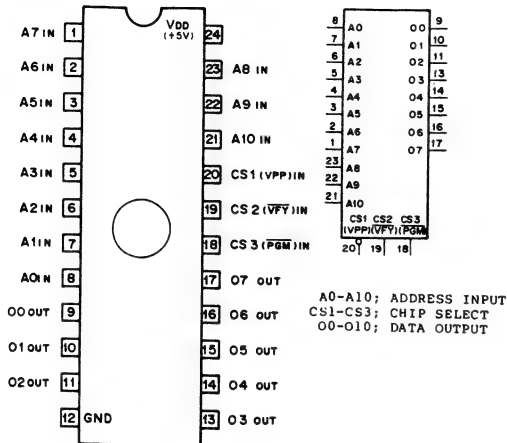 A7 IN 1
VDD
(+5V) 24
A6 IN 2
23 A8 IN
A5 IN 3
22 A9 IN
A4 IN 4
21 A10 IN
A3 IN 5
20 CS1 (VPP) IN
A2 IN 6
19 CS2 (VFY) IN
A1 IN 7
18 CS3 (PGM) IN
A0 IN 8
17 O7 OUT
O0 OUT 9
16 O6 OUT
O1 OUT 10
15 O5 OUT
O2 OUT 11
14 O4 OUT
12 GND
13 O3 OUT
8 A0 O0 9
7 A1 O1 10
6 A2 O2 11
5 A3 O3 13
4 A4 O4 14
3 A5 O5 15
2 A6 O6 16
1 A7 O7 17
23 A8
22 A9
21 A10
CS1 CS2 CS3
(VPP) (VFY) (PGM)
20 19 18
A0-A10; ADDRESS INPUT
CS1-CS3; CHIP SELECT
O0-O10; DATA OUTPUT